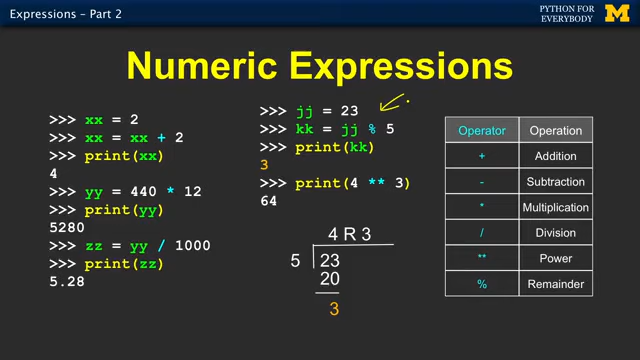 Expressions – Part 2
PYTHON FOR
EVERYBODY
M
Numeric Expressions
>>> xx = 2
>>> xx = xx + 2
>>> print(xx)
4
>>> yy = 440 * 12
>>> print(yy)
5280
>>> zz = yy / 1000
>>> print(zz)
5.28
>>> jj = 23
>>> kk = jj % 5
>>> print(kk)
3
>>> print(4 ** 3)
64
4 R 3
5 23
20
3
Operator Operation
+ Addition
- Subtraction
* Multiplication
/ Division
** Power
% Remainder